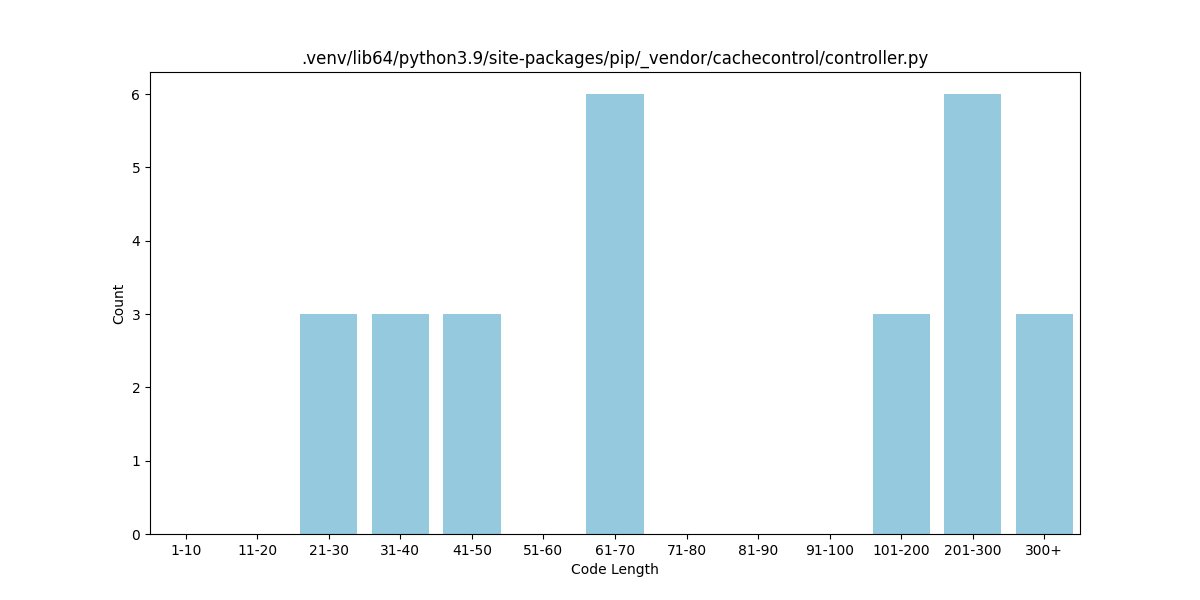 .venv/lib64/python3.9/site-packages/pip/_vendor/cachecontrol/controller.py
6
5
4
3
2
1
0
Count
1-10 11-20 21-30 31-40 41-50 51-60 61-70 71-80 81-90 91-100 101-200 201-300 300+
Code Length